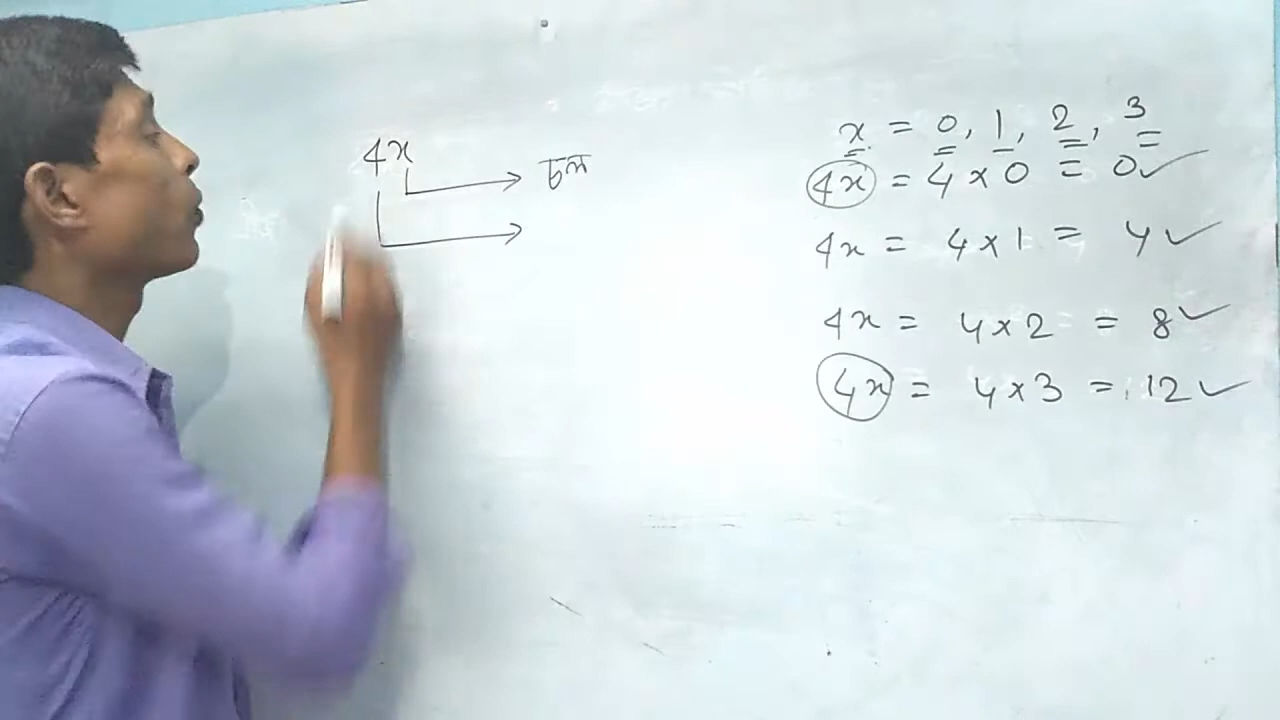 4x
চল
x = 0, 1, 2, 3
4x = 4 × 0 = 0 ✓
4x = 4 × 1 = 4 ✓
4x = 4 × 2 = 8 ✓
4x = 4 × 3 = 12 ✓